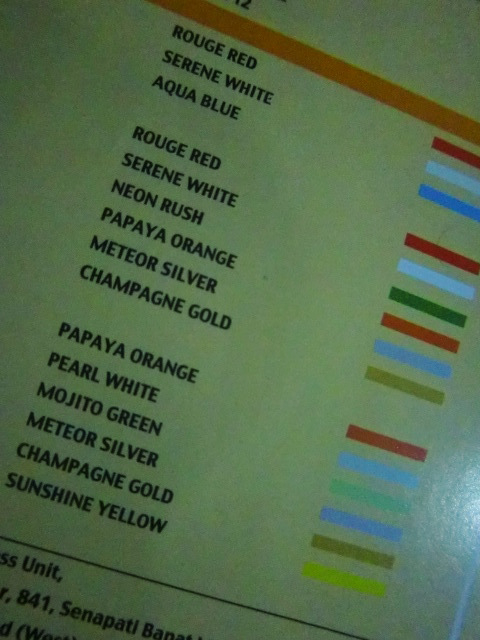 ROUGE RED
SERENE WHITE
AQUA BLUE
ROUGE RED
SERENE WHITE
NEON RUSH
PAPAYA ORANGE
METEOR SILVER
CHAMPAGNE GOLD
PAPAYA ORANGE
PEARL WHITE
MOJITO GREEN
METEOR SILVER
CHAMPAGNE GOLD
SUNSHINE YELLOW
Unit,
841, Senapati Bapat